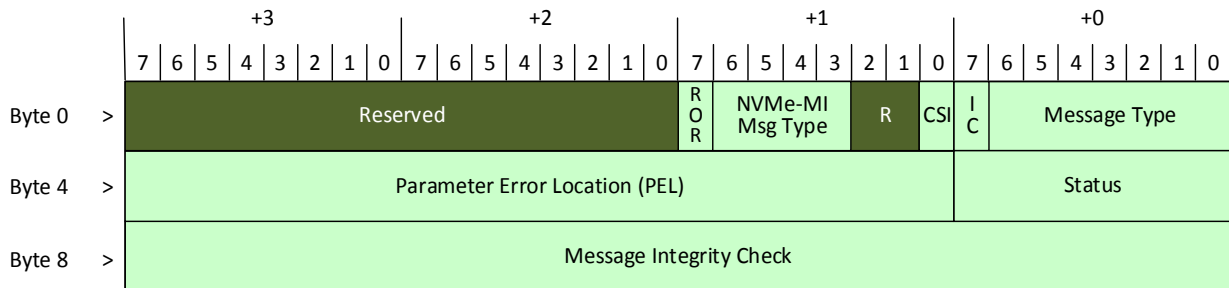 +3 +2 +1 +0
7 6 5 4 3 2 1 0 7 6 5 4 3 2 1 0 7 6 5 4 3 2 1 0 7 6 5 4 3 2 1 0
Byte 0 > Reserved ROR NVMe-MI Msg Type R CSI IC Message Type
Byte 4 > Parameter Error Location (PEL) Status
Byte 8 > Message Integrity Check